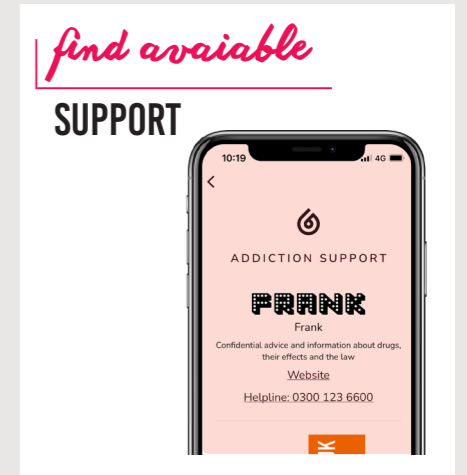 find avaiable
SUPPORT
10:19
4G
ADDICTION SUPPORT
FRANK
Frank
Confidential advice and information about drugs,
their effects and the law
Website
Helpline: 0300 123 6600